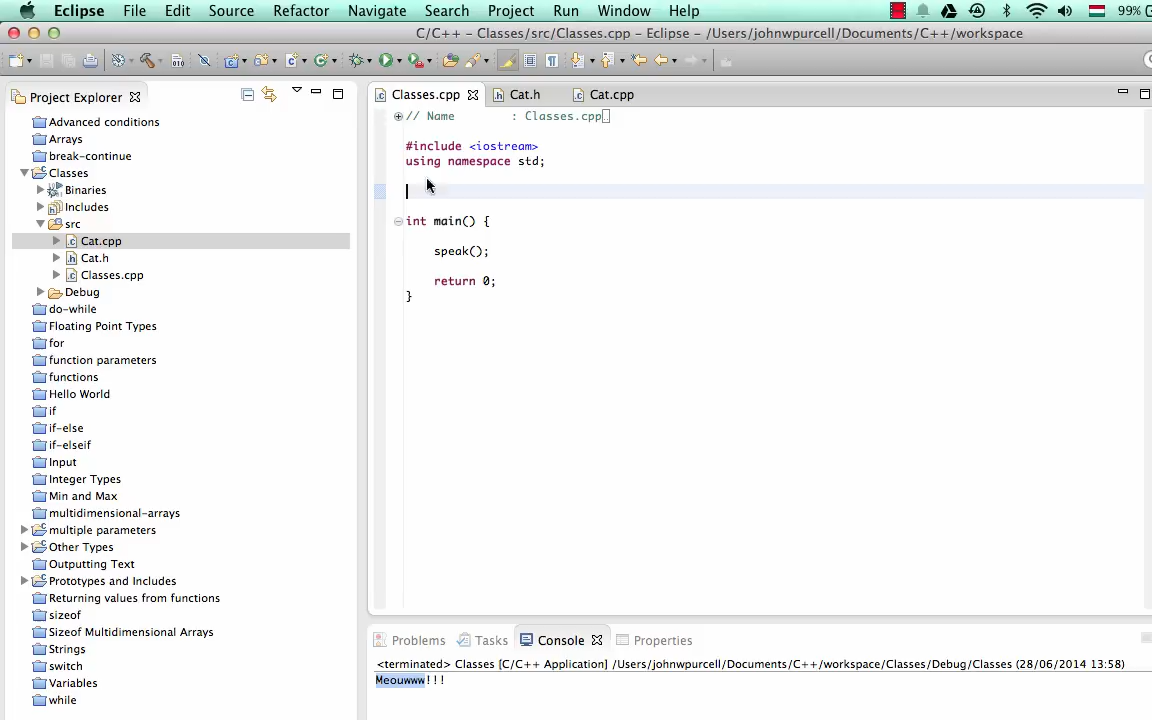 Eclipse File Edit Source Refactor Navigate Search Project Run Window Help 99%
C/C++ - Classes/src/Classes.cpp - Eclipse - /Users/johnwpurcell/Documents/C++/workspace
Project Explorer
Advanced conditions
Arrays
break-continue
Classes
Binaries
Includes
src
Cat.cpp
Cat.h
Classes.cpp
Debug
do-while
Floating Point Types
for
function parameters
functions
Hello World
if
if-else
if-elseif
Input
Integer Types
Min and Max
multidimensional-arrays
multiple parameters
Other Types
Outputting Text
Prototypes and Includes
Returning values from functions
sizeof
Sizeof Multidimensional Arrays
Strings
switch
Variables
while
Classes.cpp Cat.h Cat.cpp
// Name : Classes.cpp
#include <iostream>
using namespace std;
int main() {
speak();
return 0;
}
Problems Tasks Console Properties
<terminated> Classes [C/C++ Application] /Users/johnwpurcell/Documents/C++/workspace/Classes/Debug/Classes (28/06/2014 13:58)
Meouwww!!!